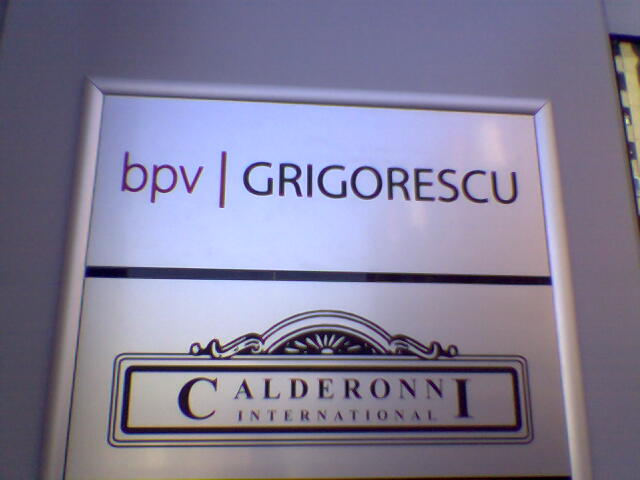 bpv | GRIGORESCU
CALDERONNI
INTERNATIONAL